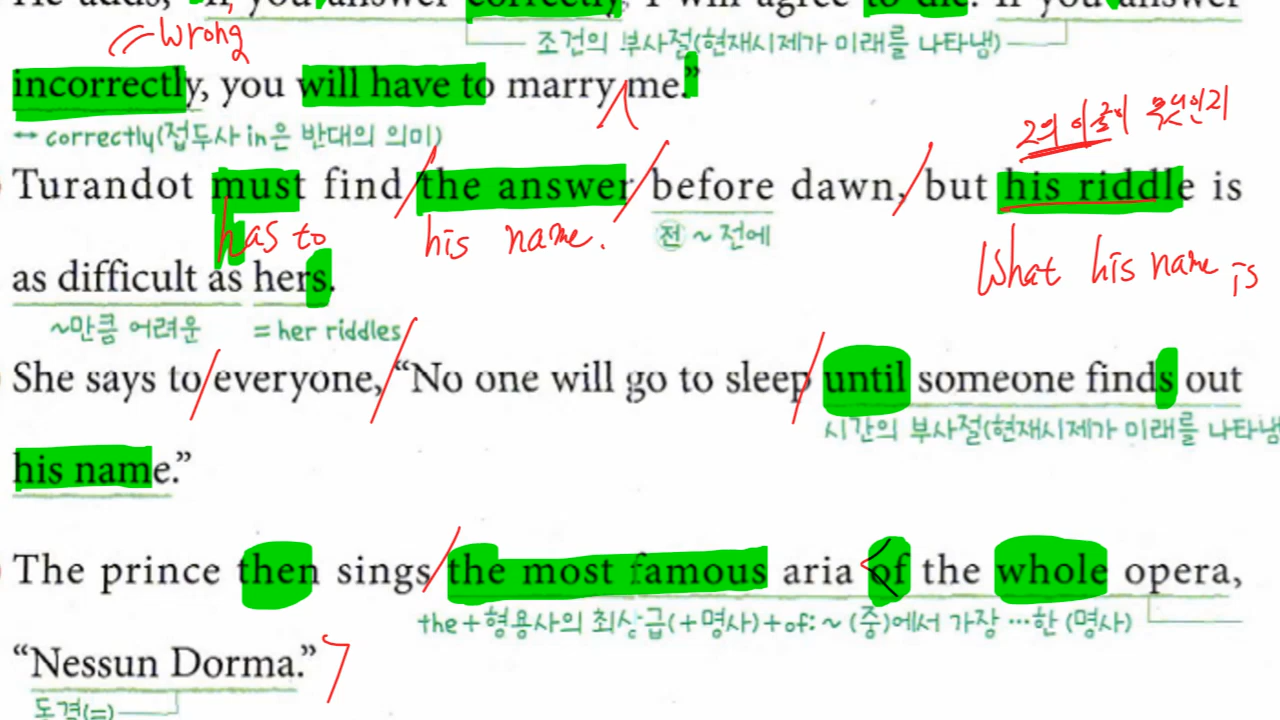 He adds, "If you answer correctly, I will agree to die. If you answer
wrong
조건의 부사절(현재시제가 미래를 나타냄)
incorrectly, you will have to marry me."
↔ correctly(접두사 in은 반대의 의미)
그의 이름이 무엇인지
Turandot must find the answer before dawn, but his riddle is
has to
his name.
전 ~ 전에
What his name is
as difficult as hers.
~만큼 어려운
= her riddles
She says to everyone, "No one will go to sleep until someone finds out
시간의 부사절(현재시제가 미래를 나타냄
his name."
The prince then sings the most famous aria of the whole opera,
the+형용사의 최상급(+명사)+of: ~ (중)에서 가장 …한 (명사)
"Nessun Dorma."
동격(=)